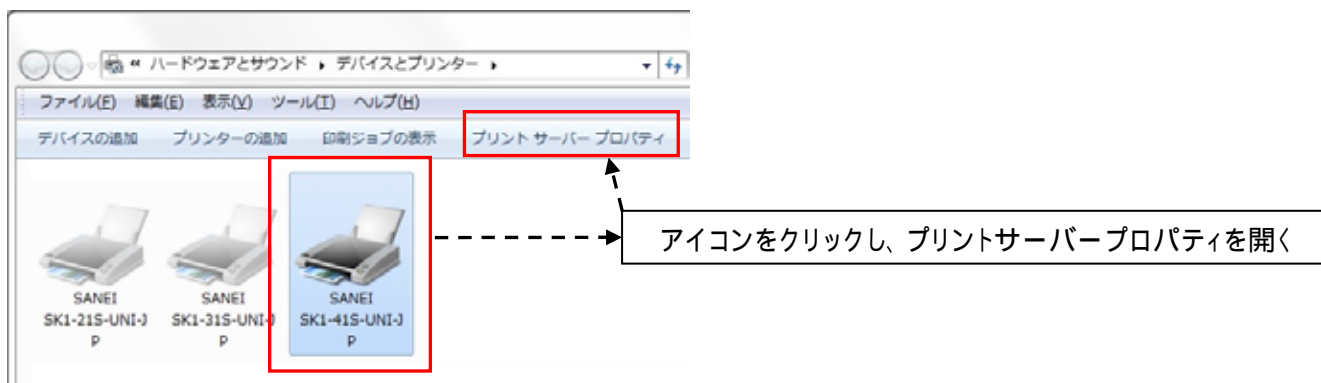 « ハードウェアとサウンド ▸ デバイスとプリンター ▸
ファイル(F) 編集(E) 表示(V) ツール(T) ヘルプ(H)
デバイスの追加 プリンターの追加 印刷ジョブの表示 プリント サーバー プロパティ
アイコンをクリックし、プリントサーバープロパティを開く
SANEI
SK1-21S-UNI-J
P
SANEI
SK1-31S-UNI-J
P
SANEI
SK1-41S-UNI-J
P